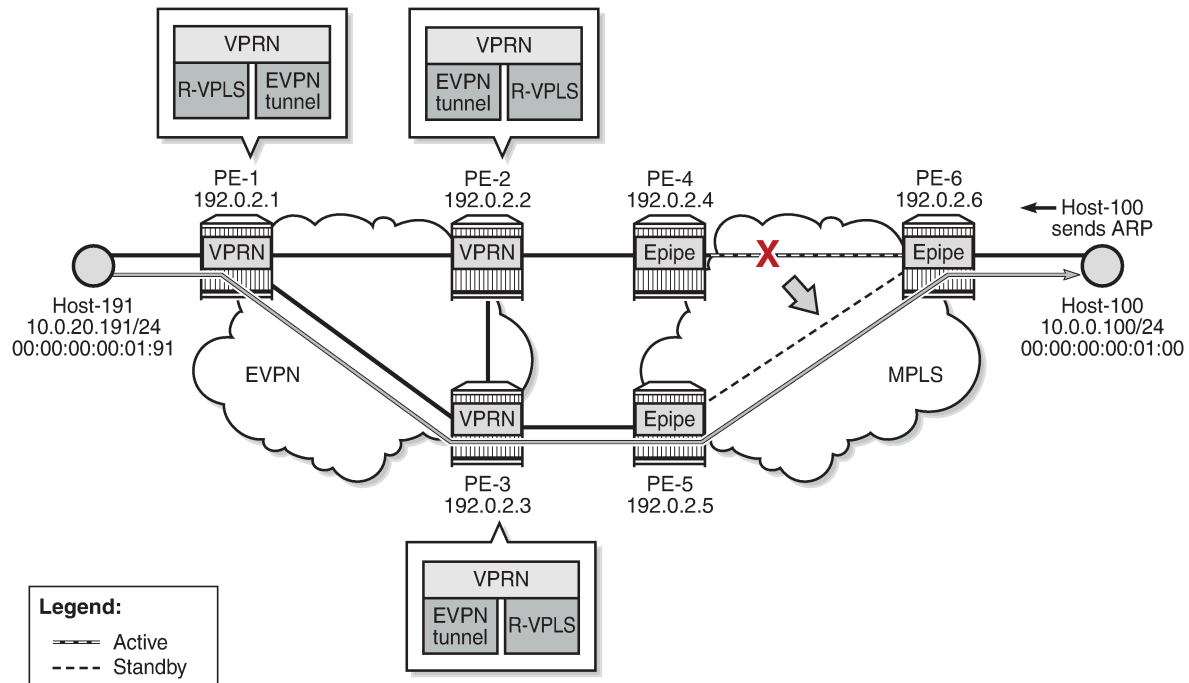 VPRN
R-VPLS
EVPN
tunnel
VPRN
EVPN
tunnel
R-VPLS
PE-1
192.0.2.1
PE-2
192.0.2.2
PE-4
192.0.2.4
PE-6
192.0.2.6
Host-100
sends ARP
VPRN
VPRN
Epipe
X
Epipe
Host-191
10.0.20.191/24
00:00:00:00:01:91
Host-100
10.0.0.100/24
00:00:00:00:01:00
EVPN
MPLS
VPRN
Epipe
PE-3
192.0.2.3
PE-5
192.0.2.5
VPRN
EVPN
tunnel
R-VPLS
Legend:
Active
Standby